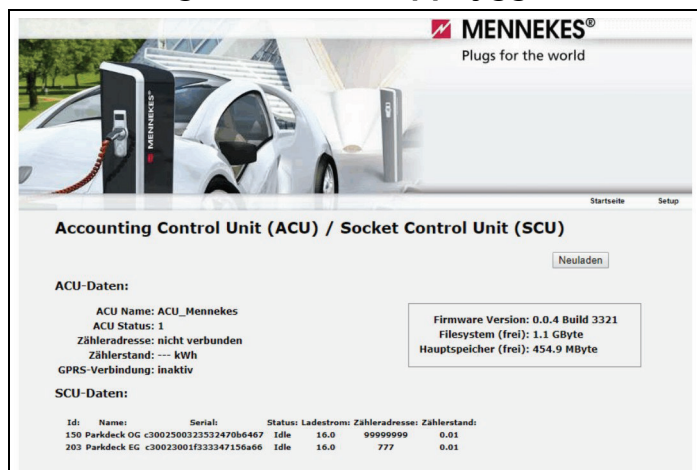 MENNEKES®
Plugs for the world
MENNEKES
Startseite Setup
Accounting Control Unit (ACU) / Socket Control Unit (SCU)
Neuladen
ACU-Daten:
ACU Name: ACU_Mennekes
ACU Status: 1
Zähleradresse: nicht verbunden
Zählerstand: --- kWh
GPRS-Verbindung: inaktiv
Firmware Version: 0.0.4 Build 3321
Filesystem (frei): 1.1 GByte
Hauptspeicher (frei): 454.9 MByte
SCU-Daten:
Id: Name: Serial: Status: Ladestrom: Zähleradresse: Zählerstand:
150 Parkdeck OG c3002500323532470b6467 Idle 16.0 99999999 0.01
203 Parkdeck EG c30023001f333347156a66 Idle 16.0 777 0.01